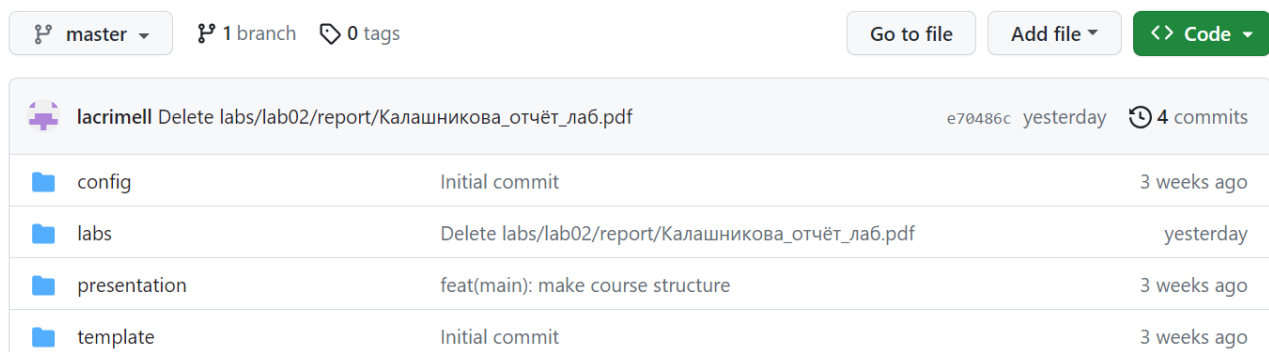 master 1 branch 0 tags Go to file Add file Code
lacrimell Delete labs/lab02/report/Калашникова_отчёт_лаб.pdf e70486c yesterday 4 commits
config Initial commit 3 weeks ago
labs Delete labs/lab02/report/Калашникова_отчёт_лаб.pdf yesterday
presentation feat(main): make course structure 3 weeks ago
template Initial commit 3 weeks ago